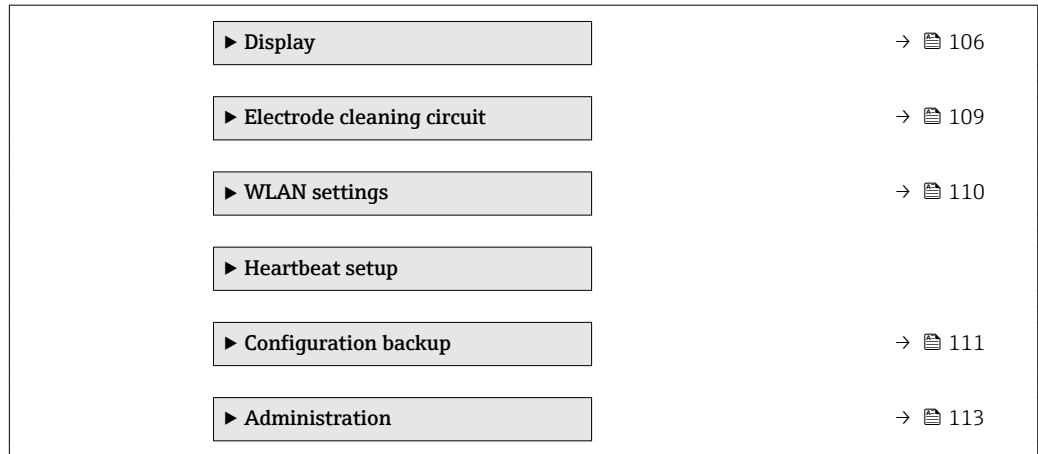 ▶ Display → 106
▶ Electrode cleaning circuit → 109
▶ WLAN settings → 110
▶ Heartbeat setup
▶ Configuration backup → 111
▶ Administration → 113